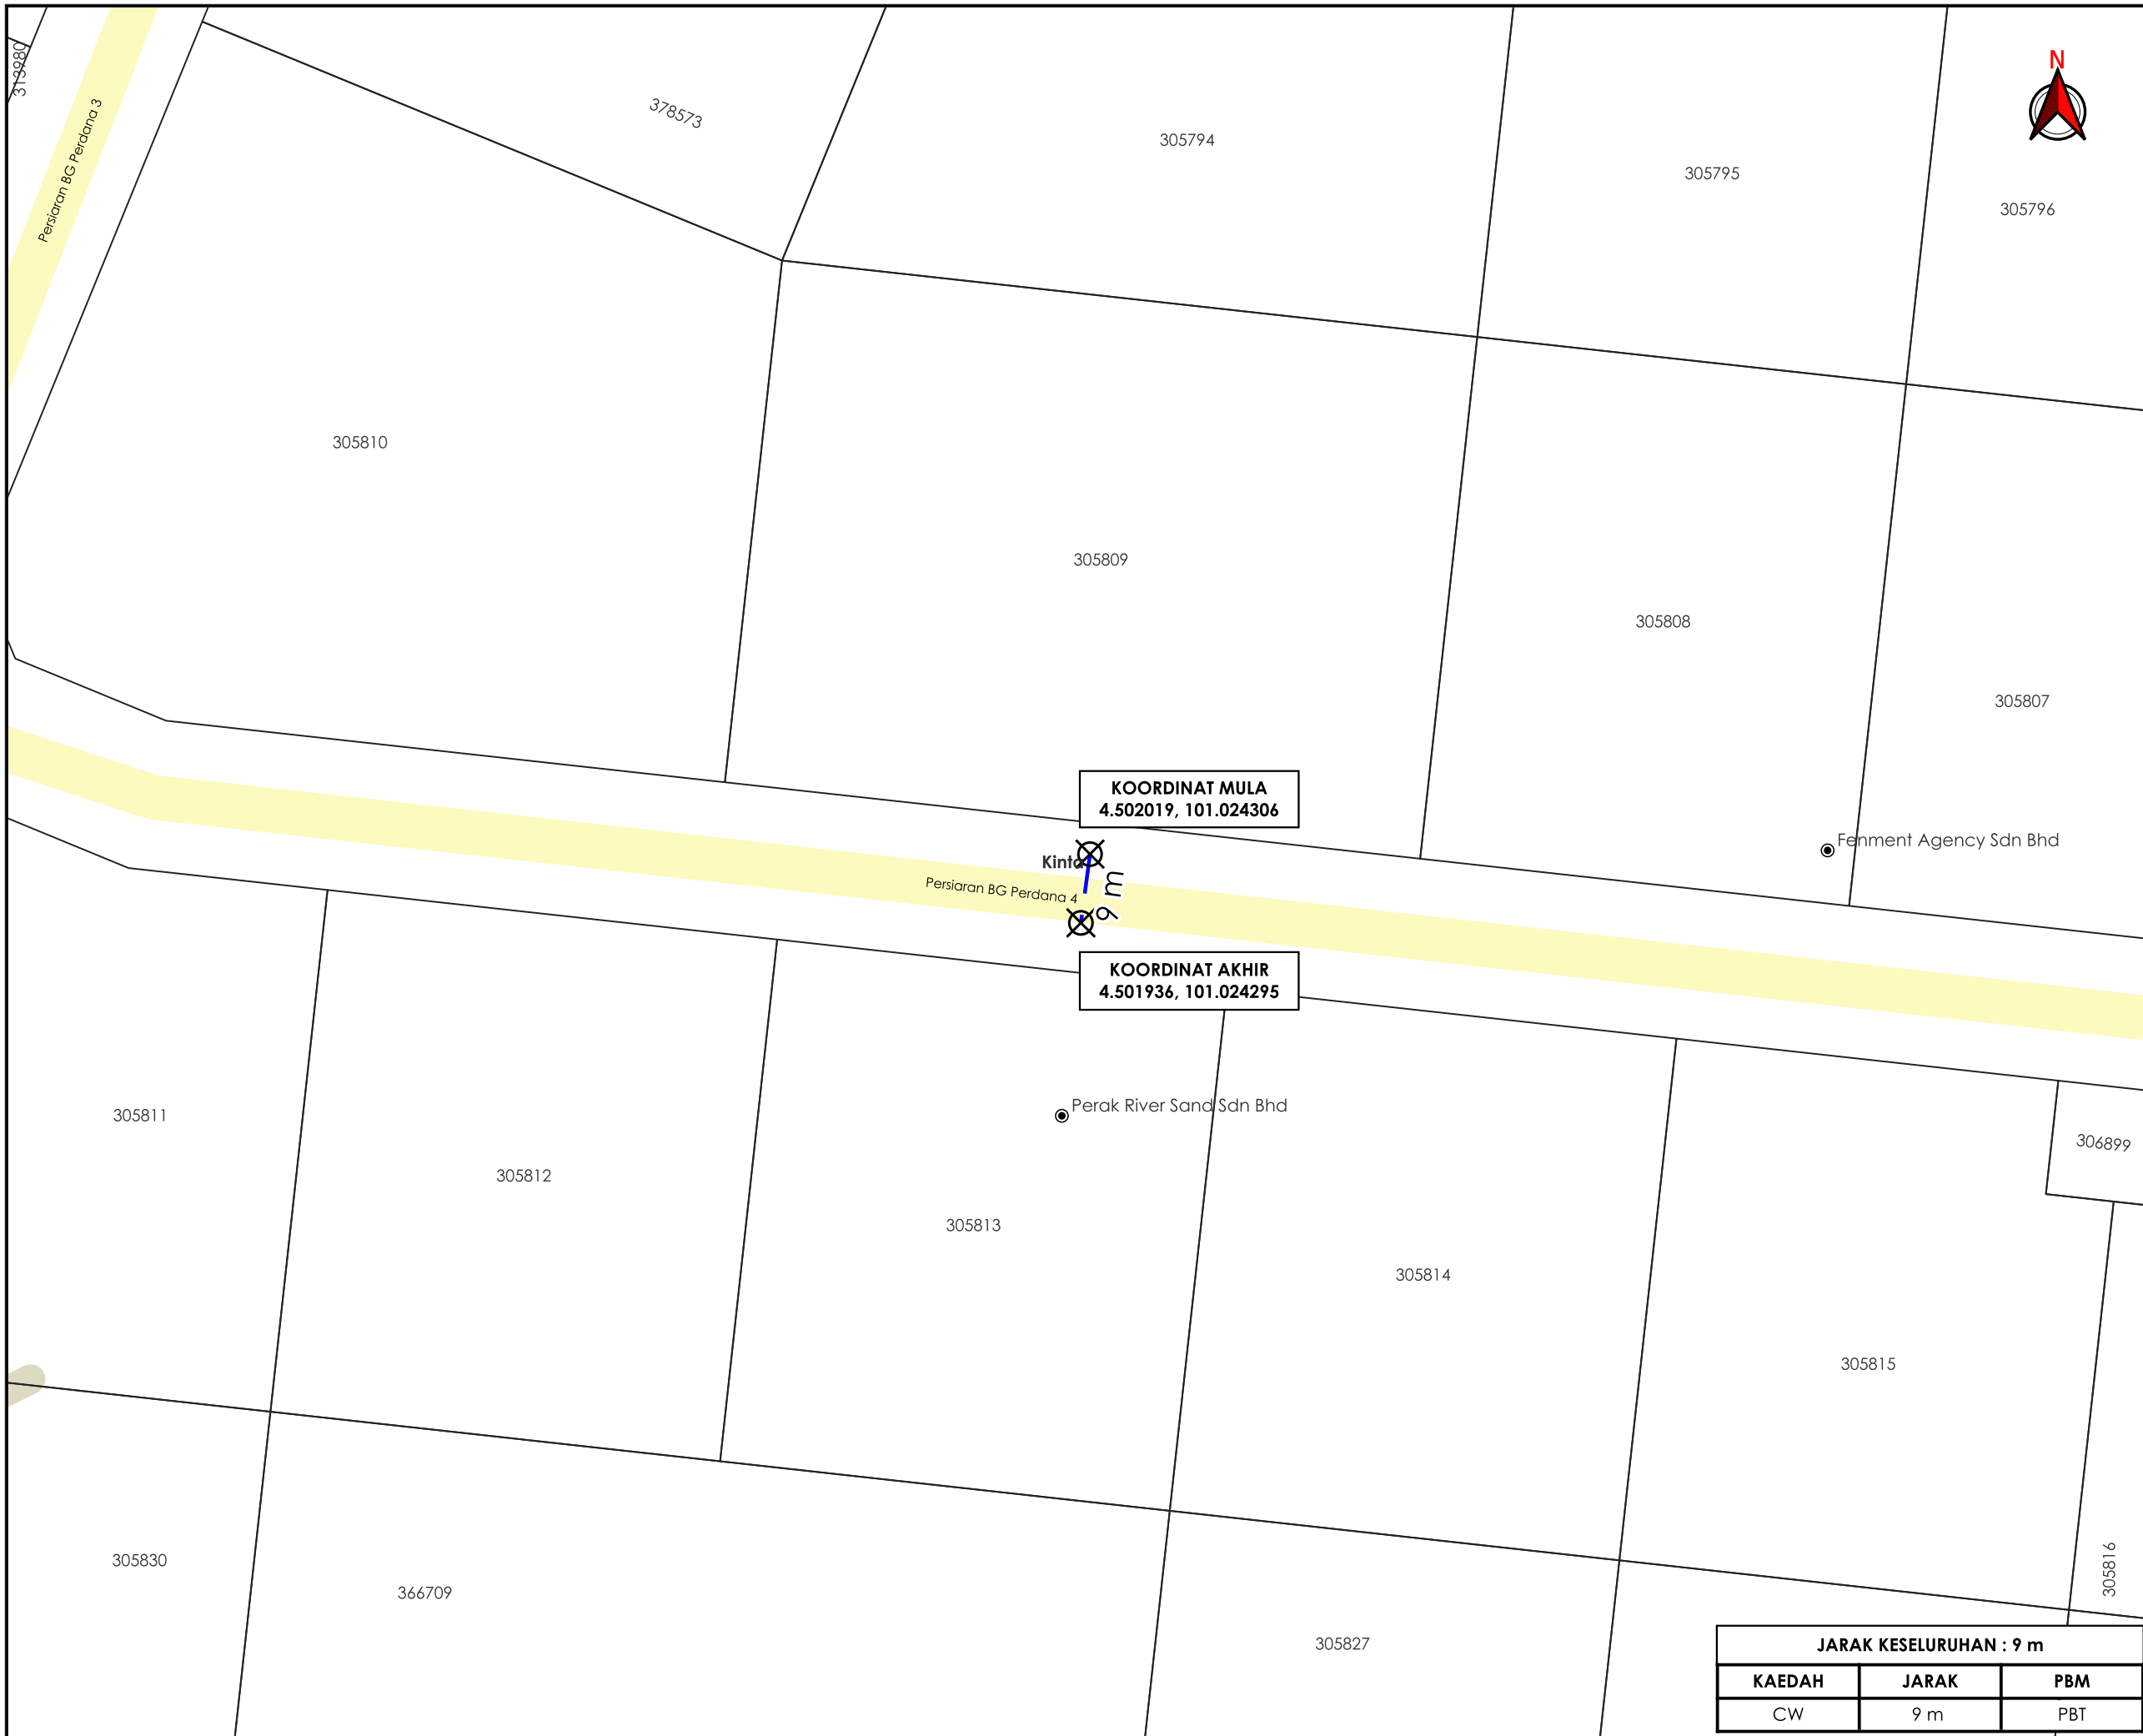 N
313980
Persiaran BG Perdana 3
378573
305794
305795
305796
305810
305809
305808
305807
KOORDINAT MULA
4.502019, 101.024306
Fenment Agency Sdn Bhd
Kinta
9 m
Persiaran BG Perdana 4
KOORDINAT AKHIR
4.501936, 101.024295
Perak River Sand Sdn Bhd
305811
305812
305813
305814
305815
306899
305816
305830
366709
305827
JARAK KESELURUHAN : 9 m
KAEDAH JARAK PBM
CW 9 m PBT